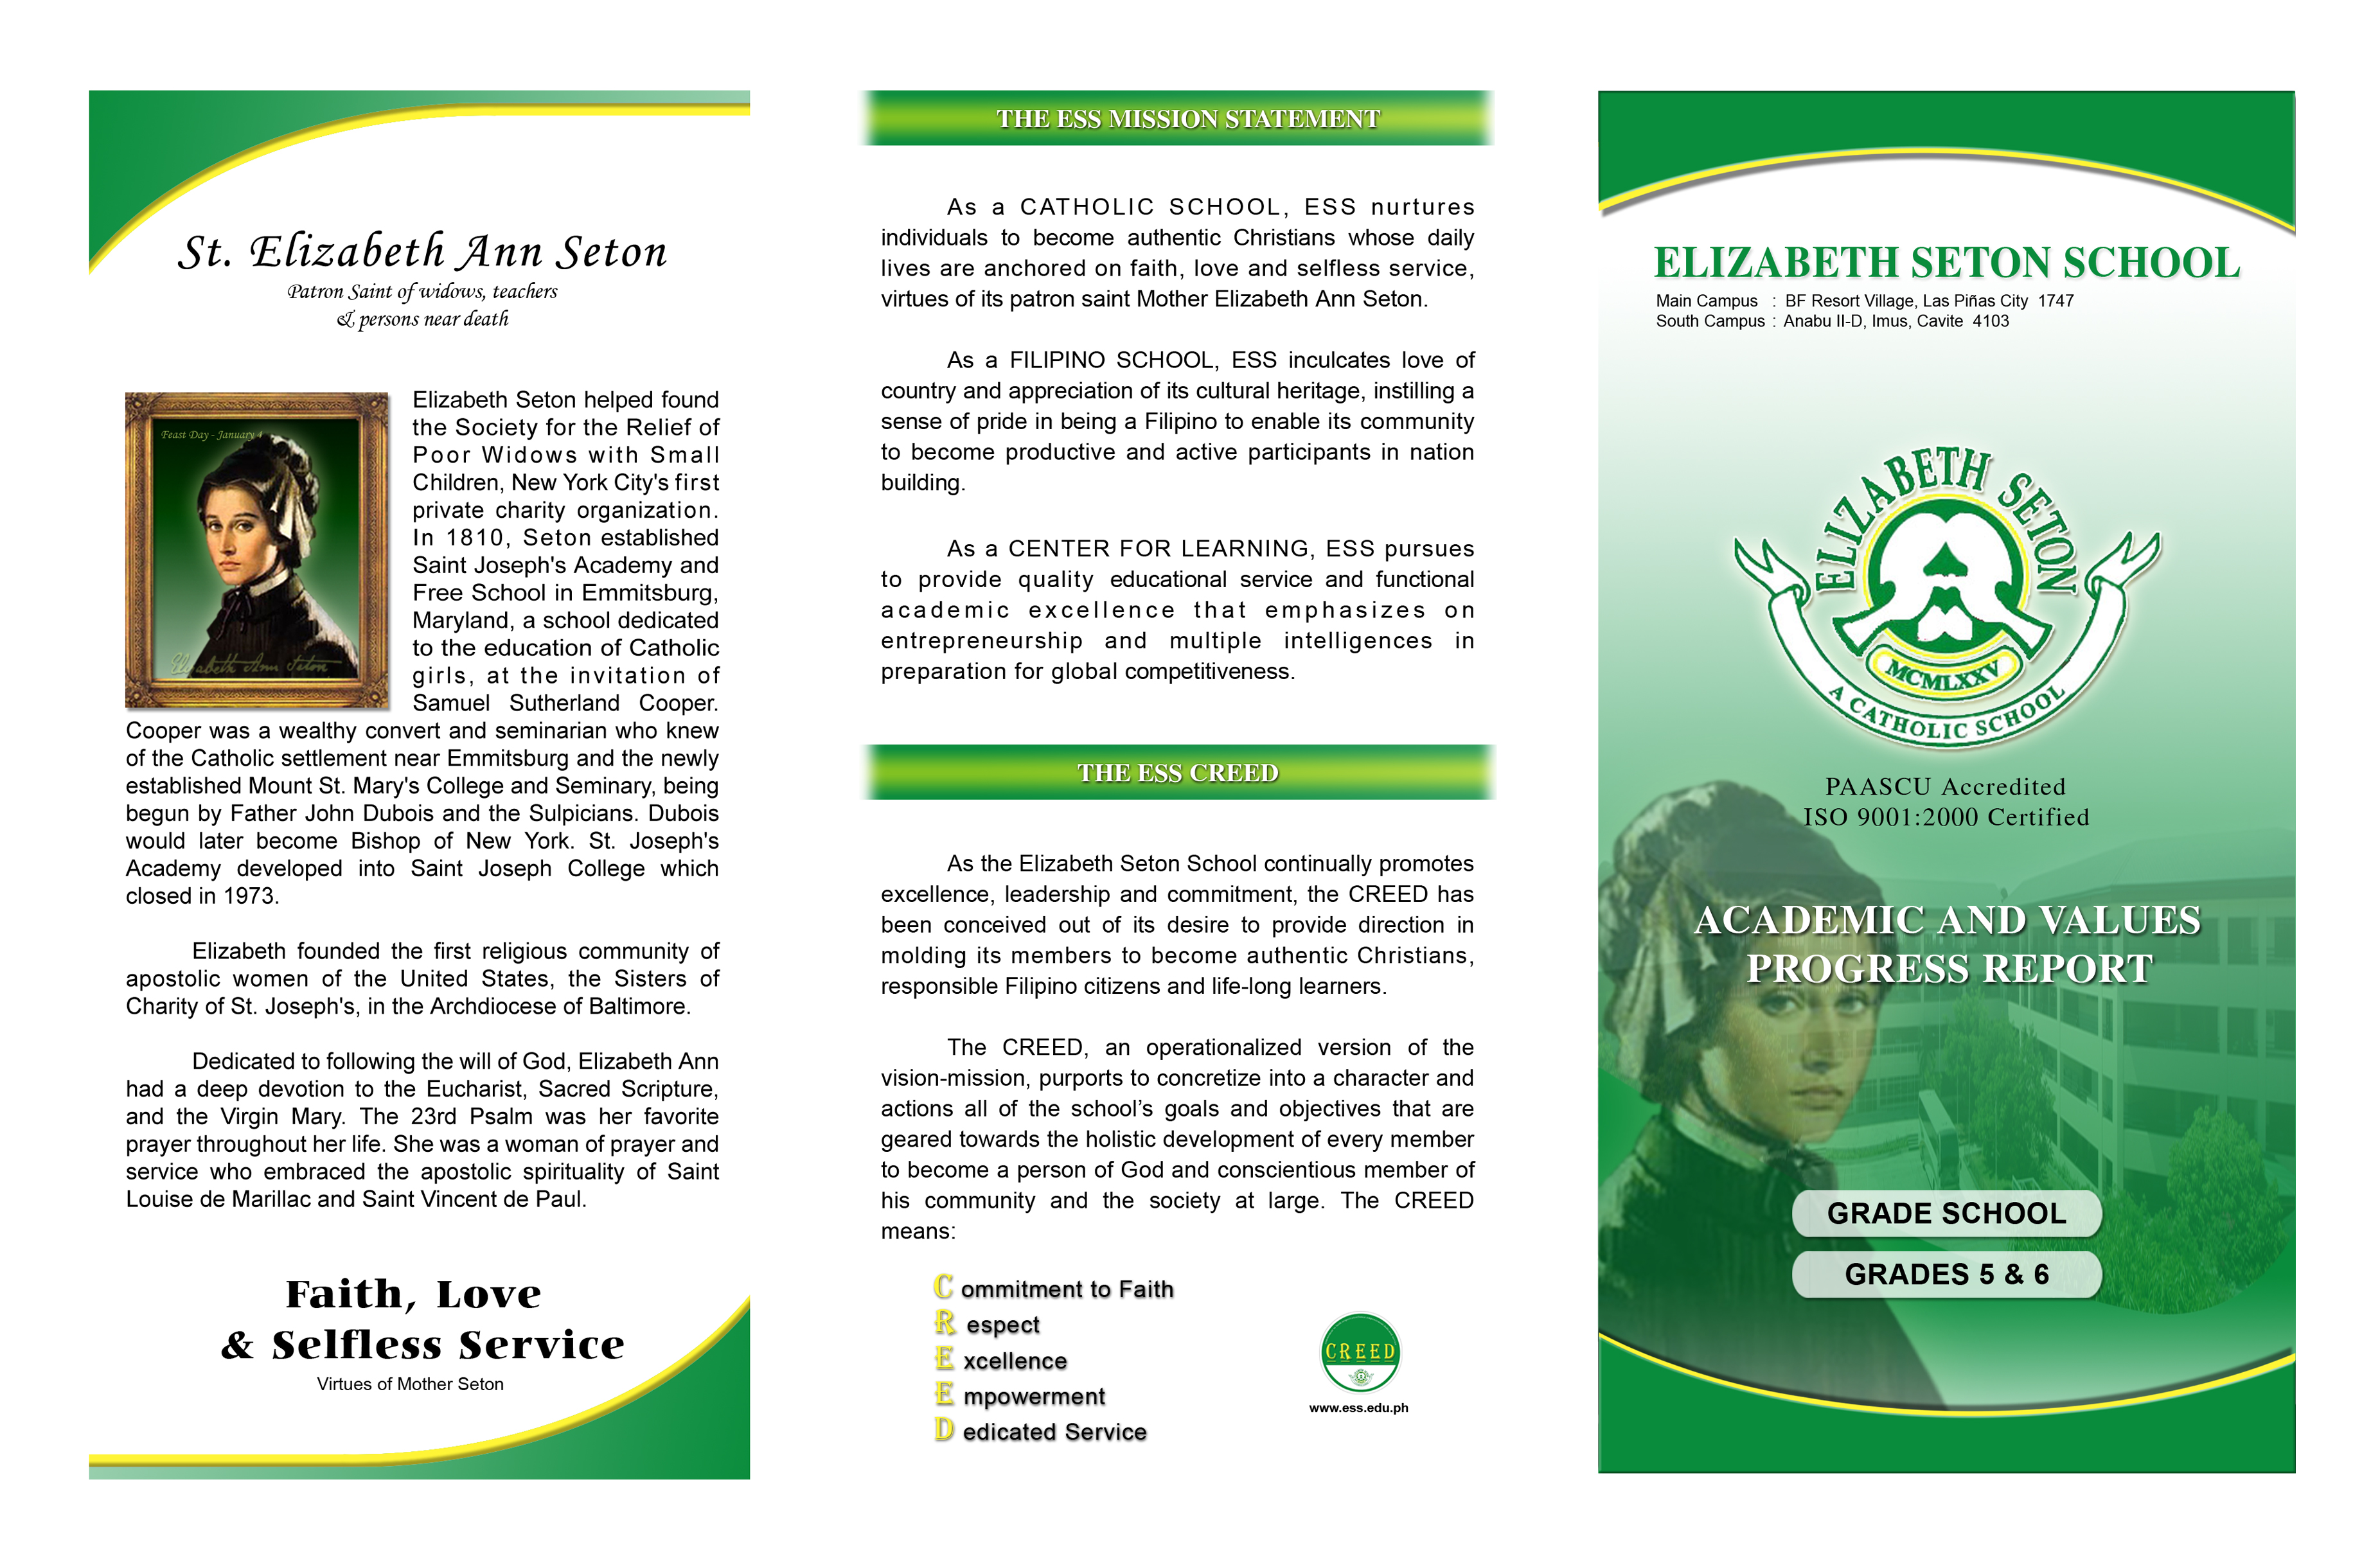 St. Elizabeth Ann Seton
Patron Saint of widows, teachers
& persons near death
Feast Day - January 4
Elizabeth Ann Seton
Elizabeth Seton helped found
the Society for the Relief of
Poor Widows with Small
Children, New York City's first
private charity organization.
In 1810, Seton established
Saint Joseph's Academy and
Free School in Emmitsburg,
Maryland, a school dedicated
to the education of Catholic
girls, at the invitation of
Samuel Sutherland Cooper.
Cooper was a wealthy convert and seminarian who knew
of the Catholic settlement near Emmitsburg and the newly
established Mount St. Mary's College and Seminary, being
begun by Father John Dubois and the Sulpicians. Dubois
would later become Bishop of New York. St. Joseph's
Academy developed into Saint Joseph College which
closed in 1973.
Elizabeth founded the first religious community of
apostolic women of the United States, the Sisters of
Charity of St. Joseph's, in the Archdiocese of Baltimore.
Dedicated to following the will of God, Elizabeth Ann
had a deep devotion to the Eucharist, Sacred Scripture,
and the Virgin Mary. The 23rd Psalm was her favorite
prayer throughout her life. She was a woman of prayer and
service who embraced the apostolic spirituality of Saint
Louise de Marillac and Saint Vincent de Paul.
Faith, Love
& Selfless Service
Virtues of Mother Seton
THE ESS MISSION STATEMENT
As a CATHOLIC SCHOOL, ESS nurtures
individuals to become authentic Christians whose daily
lives are anchored on faith, love and selfless service,
virtues of its patron saint Mother Elizabeth Ann Seton.
As a FILIPINO SCHOOL, ESS inculcates love of
country and appreciation of its cultural heritage, instilling a
sense of pride in being a Filipino to enable its community
to become productive and active participants in nation
building.
As a CENTER FOR LEARNING, ESS pursues
to provide quality educational service and functional
academic excellence that emphasizes on
entrepreneurship and multiple intelligences in
preparation for global competitiveness.
THE ESS CREED
As the Elizabeth Seton School continually promotes
excellence, leadership and commitment, the CREED has
been conceived out of its desire to provide direction in
molding its members to become authentic Christians,
responsible Filipino citizens and life-long learners.
The CREED, an operationalized version of the
vision-mission, purports to concretize into a character and
actions all of the school’s goals and objectives that are
geared towards the holistic development of every member
to become a person of God and conscientious member of
his community and the society at large. The CREED
means:
Commitment to Faith
Respect
Excellence
Empowerment
Dedicated Service
CREED
www.ess.edu.ph
ELIZABETH SETON SCHOOL
Main Campus : BF Resort Village, Las Piñas City 1747
South Campus : Anabu II-D, Imus, Cavite 4103
ELIZABETH SETON
MCMLXXV
A CATHOLIC SCHOOL
PAASCU Accredited
ISO 9001:2000 Certified
ACADEMIC AND VALUES
PROGRESS REPORT
GRADE SCHOOL
GRADES 5 & 6